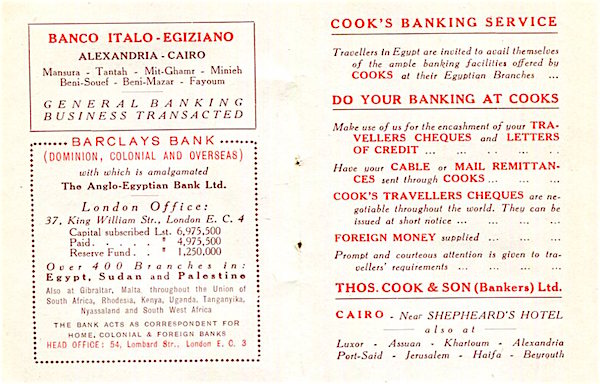 BANCO ITALO-EGIZIANO
ALEXANDRIA - CAIRO
Mansura - Tantah - Mit-Ghamr - Minieh
Beni-Souef - Beni-Mazar - Fayoum
GENERAL BANKING
BUSINESS TRANSACTED
BARCLAYS BANK
(DOMINION, COLONIAL AND OVERSEAS)
with which is amalgamated
The Anglo-Egyptian Bank Ltd.
London Office:
37, King William Str., London E. C. 4
Capital subscribed Lst. 6,975,500
Paid. . . . . " 4,975,500
Reserve Fund. . . " 1,250,000
Over 400 Branches in:
Egypt, Sudan and Palestine
Also at Gibraltar, Malta, throughout the Union of
South Africa, Rhodesia, Kenya, Uganda, Tanganyika,
Nyassaland and South West Africa
THE BANK ACTS AS CORRESPONDENT FOR
HOME, COLONIAL & FOREIGN BANKS
HEAD OFFICE: 54, Lombard Str., London E. C. 3
COOK'S BANKING SERVICE
Travellers in Egypt are invited to avail themselves
of the ample banking facilities offered by
COOKS at their Egyptian Branches ...
DO YOUR BANKING AT COOKS
Make use of us for the encashment of your TRA-
VELLERS CHEQUES and LETTERS
OF CREDIT ... ... ... ... ...
Have your CABLE or MAIL REMITTAN-
CES sent through COOKS ... ...
COOK'S TRAVELLERS CHEQUES are ne-
gotiable throughout the world. They can be
issued at short notice ... ... ...
FOREIGN MONEY supplied ... ... ...
Prompt and courteous attention is given to tra-
vellers' requirements ... ... ... ...
THOS. COOK & SON (Bankers) Ltd.
CAIRO - Near SHEPHEARD'S HOTEL
also at
Luxor - Assuan - Khartoum - Alexandria
Port-Said - Jerusalem - Haifa - Beyrouth